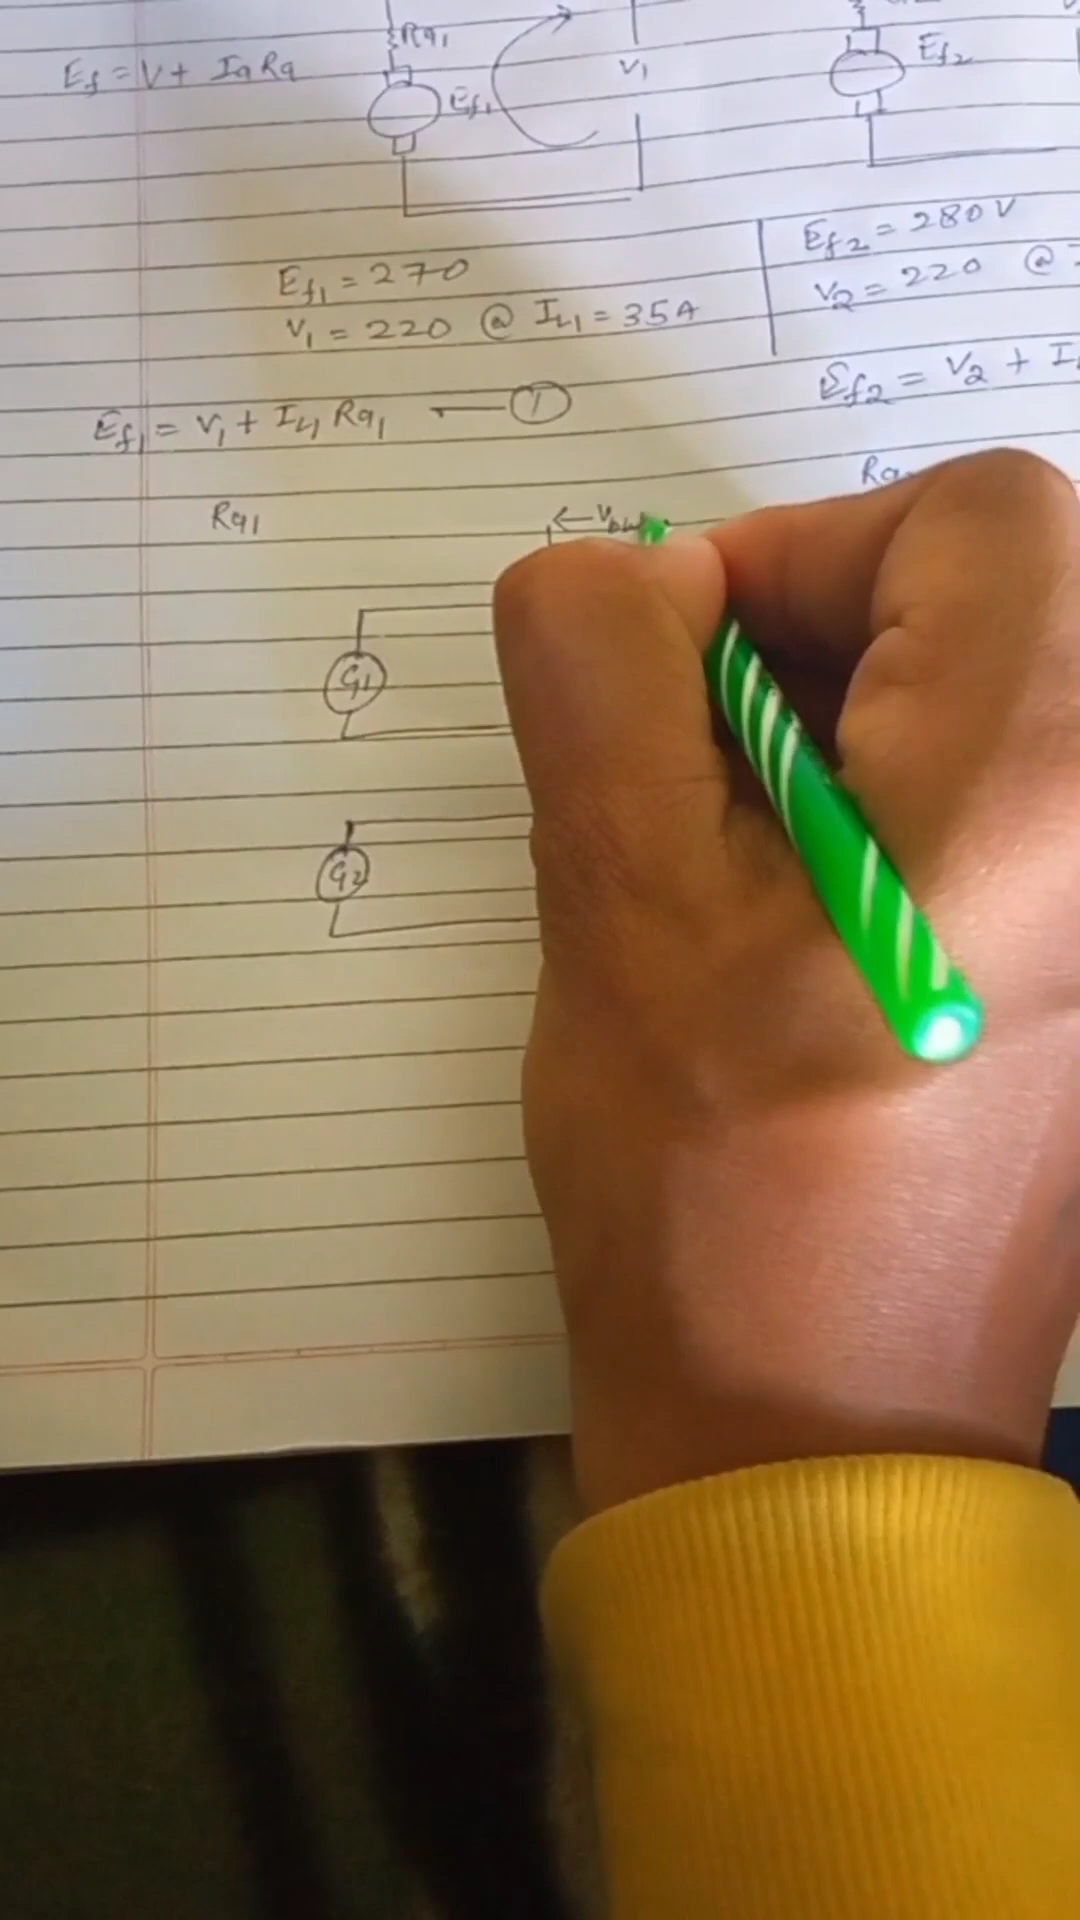 Ra1
Ef = V + Ia Ra
Ef1
V1
Ef2
Ef1 = 270
V1 = 220 @ IL1 = 35A
Ef2 = 280 V
V2 = 220 @
Ef1 = V1 + IL1 Ra1 — 1
Ef2 = V2 + I
Ra1
G1
G2